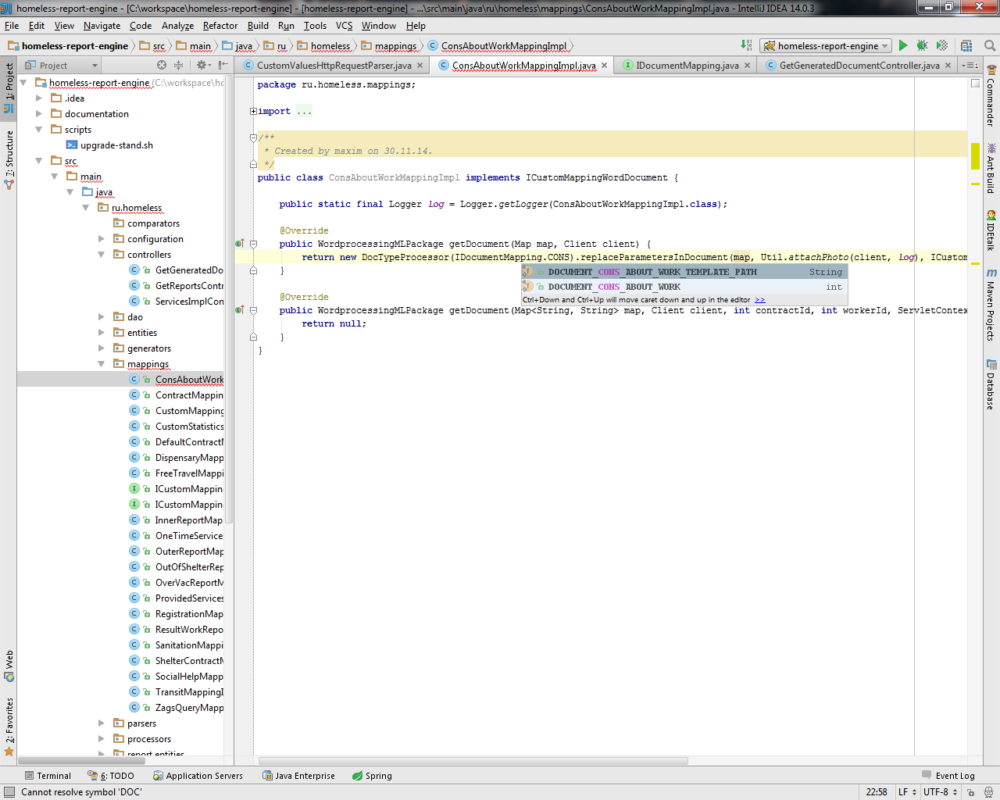 homeless-report-engine - [C:\workspace\homeless-report-engine] - [homeless-report-engine] - ...\src\main\java\ru\homeless\mappings\ConsAboutWorkMappingImpl.java - IntelliJ IDEA 14.0.3
File Edit View Navigate Code Analyze Refactor Build Run Tools VCS Window Help
homeless-report-engine src main java ru homeless mappings ConsAboutWorkMappingImpl homeless-report-engine
Project CustomValuesHttpRequestParser.java ConsAboutWorkMappingImpl.java IDocumentMapping.java GetGeneratedDocumentController.java
1: Project
7: Structure
Web
2: Favorites
homeless-report-engine (C:\workspace\ho
.idea
documentation
scripts
upgrade-stand.sh
src
main
java
ru.homeless
comparators
configuration
controllers
GetGeneratedDo
GetReportsContr
ServicesImplCon
dao
entities
generators
mappings
ConsAboutWork
ContractMappin
CustomMapping
CustomStatistics
DefaultContractM
DispensaryMapp
FreeTravelMappi
ICustomMappin
ICustomMappin
InnerReportMap
OneTimeService
OuterReportMap
OutOfShelterRep
OverVacReportM
ProvidedServices
RegistrationMap
ResultWorkRepo
SanitationMappi
ShelterContractM
SocialHelpMapp
TransitMappingI
ZagsQueryMapp
parsers
processors
report.entities
package ru.homeless.mappings;
import ...
/**
* Created by maxim on 30.11.14.
*/
public class ConsAboutWorkMappingImpl implements ICustomMappingWordDocument {
public static final Logger log = Logger.getLogger(ConsAboutWorkMappingImpl.class);
@Override
public WordprocessingMLPackage getDocument(Map map, Client client) {
return new DocTypeProcessor(IDocumentMapping.CONS).replaceParametersInDocument(map, Util.attachPhoto(client, log), ICustom
}
DOCUMENT_CONS_ABOUT_WORK_TEMPLATE_PATH String
DOCUMENT_CONS_ABOUT_WORK int
Ctrl+Down and Ctrl+Up will move caret down and up in the editor >>
@Override
public WordprocessingMLPackage getDocument(Map<String, String> map, Client client, int contractId, int workerId, ServletConte
return null;
}
}
Commander
Ant Build
IDEtalk
Maven Projects
Database
Terminal 6: TODO Application Servers Java Enterprise Spring Event Log
Cannot resolve symbol 'DOC' 22:58 LF UTF-8